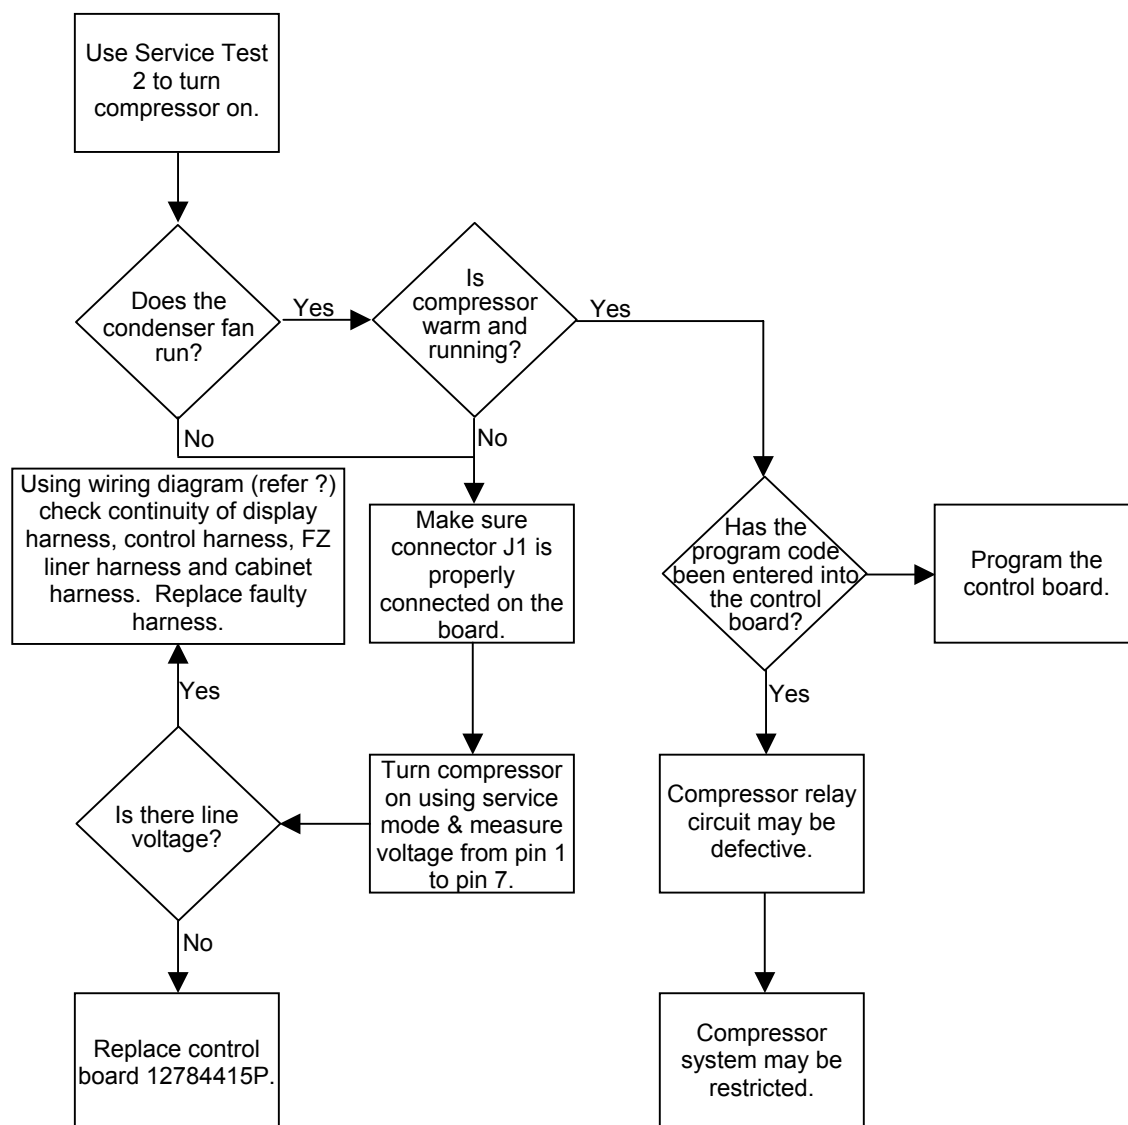 Use Service Test
2 to turn
compressor on.
Does the
condenser fan
run?
Yes
Is
compressor
warm and
running?
Yes
No
No
Using wiring diagram (refer ?)
check continuity of display
harness, control harness, FZ
liner harness and cabinet
harness.  Replace faulty
harness.
Make sure
connector J1 is
properly
connected on the
board.
Has the
program code
been entered into
the control
board?
Program the
control board.
Yes
Yes
Is there line
voltage?
Turn compressor
on using service
mode & measure
voltage from pin 1
to pin 7.
Compressor relay
circuit may be
defective.
No
Replace control
board 12784415P.
Compressor
system may be
restricted.